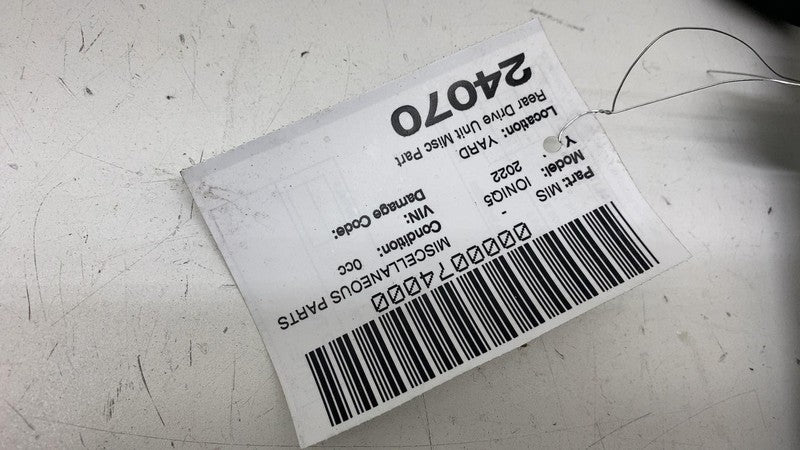 0000074000
Part: MIS - MISCELLANEOUS PARTS
Model: IONIQ5 Condition: 0cc
Y 2022 VIN:
Damage Code:
Location: YARD
Rear Drive Unit Misc Part
24070